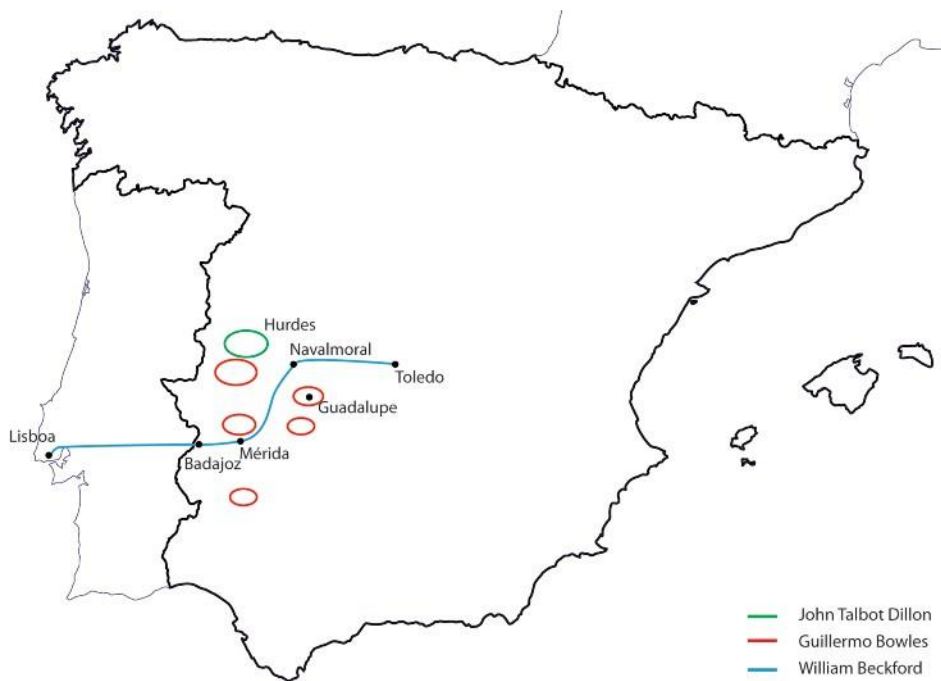 Hurdes
Navalmoral
Toledo
Guadalupe
Lisboa
Mérida
Badajoz
John Talbot Dillon
Guillermo Bowles
William Beckford